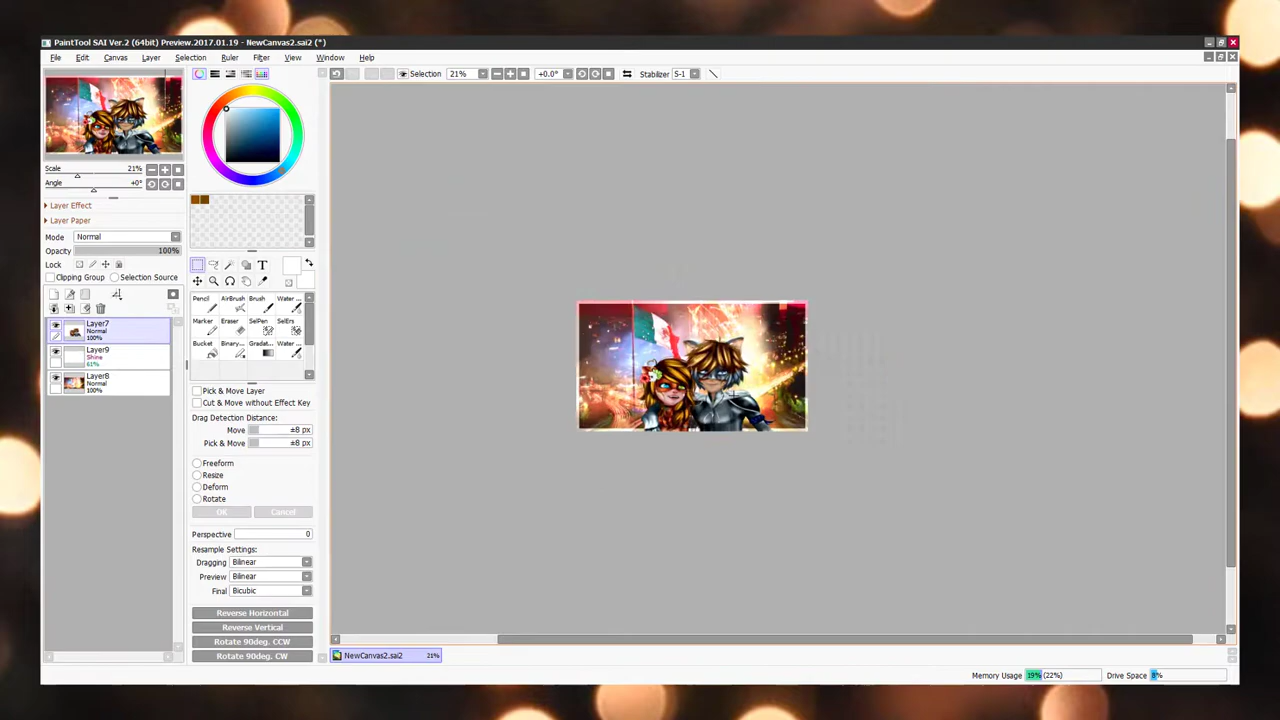 PaintTool SAI Ver.2 (64bit) Preview.2017.01.19 - NewCanvas2.sai2 (*)
File Edit Canvas Layer Selection Ruler Filter View Window Help
Selection 21% +0.0° Stabilizer S-1
Scale 21%
Angle +0°
Layer Effect
Layer Paper
Mode Normal
Opacity 100%
Lock
Clipping Group Selection Source
Layer7
Normal
100%
Layer9
Shine
61%
Layer8
Normal
100%
T
Pencil AirBrush Brush Water ...
Marker Eraser SelPen SelErs
Bucket Gradat... Water ...
Binary...
Pick & Move Layer
Cut & Move without Effect Key
Drag Detection Distance:
Move ±8 px
Pick & Move ±8 px
Freeform
Resize
Deform
Rotate
OK Cancel
Perspective 0
Resample Settings:
Dragging Bilinear
Preview Bilinear
Final Bicubic
Reverse Horizontal
Reverse Vertical
Rotate 90deg. CCW
Rotate 90deg. CW
NewCanvas2.sai2 21%
Memory Usage 19% (22%) Drive Space 8%